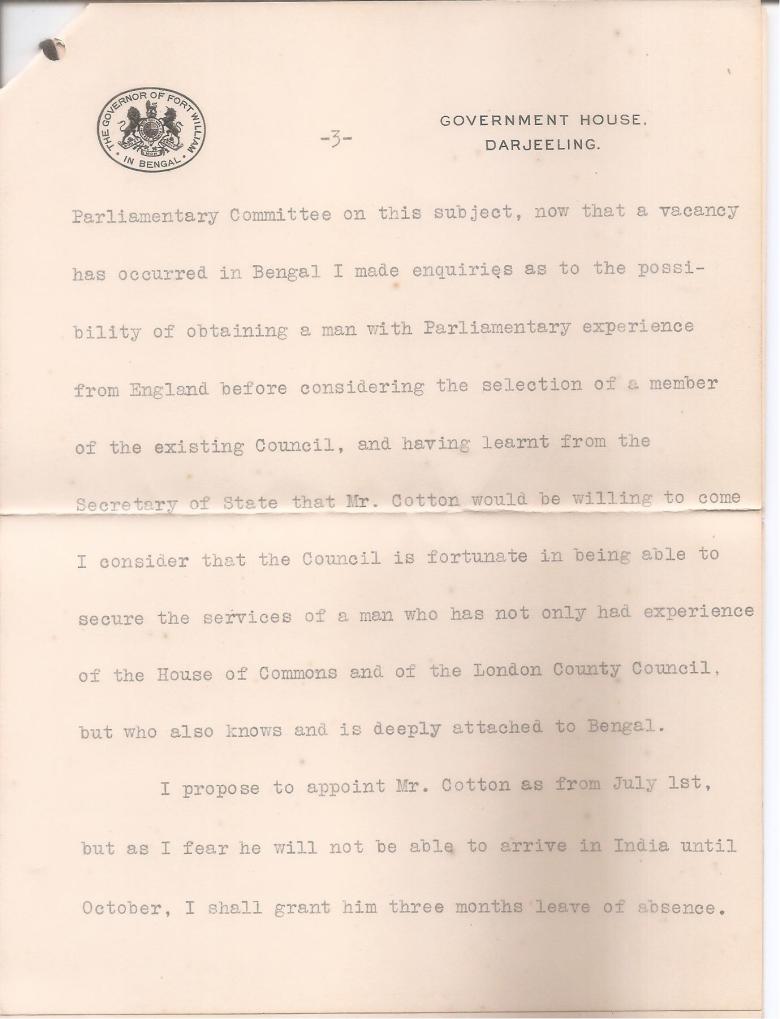 THE GOVERNOR OF FORT WILLIAM
• IN BENGAL •
-3-
GOVERNMENT HOUSE,
DARJEELING.
Parliamentary Committee on this subject, now that a vacancy
has occurred in Bengal I made enquiries as to the possi-
bility of obtaining a man with Parliamentary experience
from England before considering the selection of a member
of the existing Council, and having learnt from the
Secretary of State that Mr. Cotton would be willing to come
I consider that the Council is fortunate in being able to
secure the services of a man who has not only had experience
of the House of Commons and of the London County Council,
but who also knows and is deeply attached to Bengal.
I propose to appoint Mr. Cotton as from July 1st,
but as I fear he will not be able to arrive in India until
October, I shall grant him three months leave of absence.